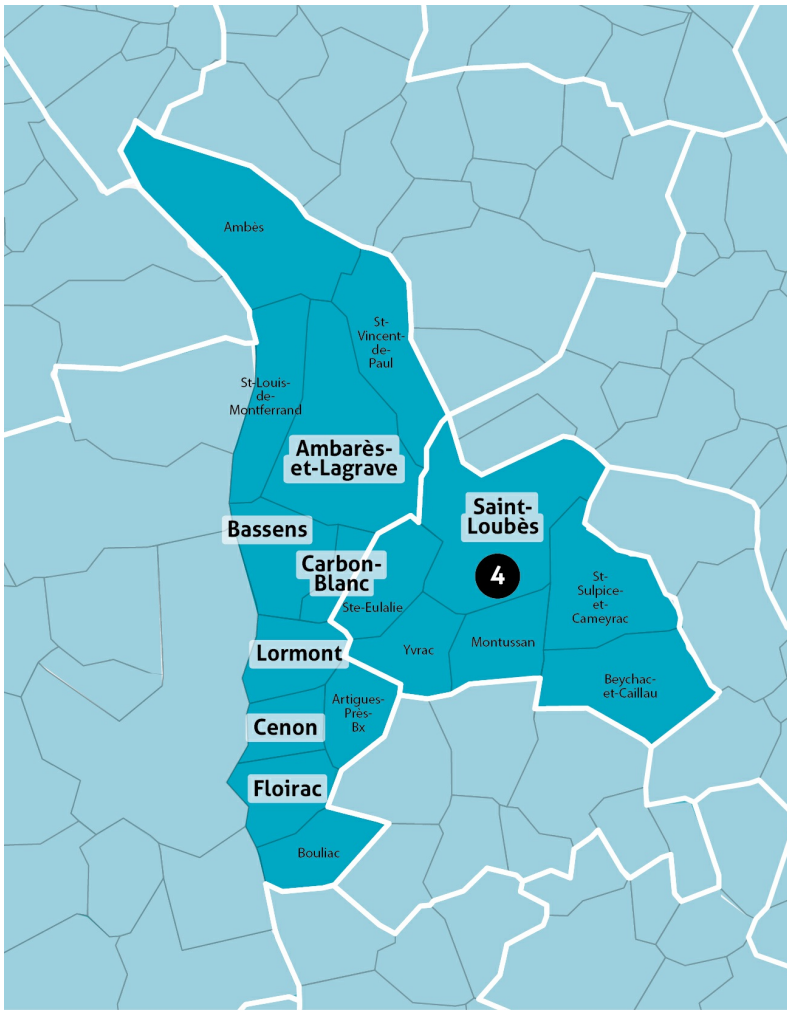 Ambès
St-
Vincent-
de-
Paul
St-Louis-
de-
Montferrand
Ambarès-
et-Lagrave
Saint-
Loubès
Bassens
4
Carbon-
Blanc
St-
Sulpice-
et-
Cameyrac
Ste-Eulalie
Yvrac
Montussan
Lormont
Beychac-
et-Caillau
Artigues-
Près-
Bx
Cenon
Floirac
Bouliac